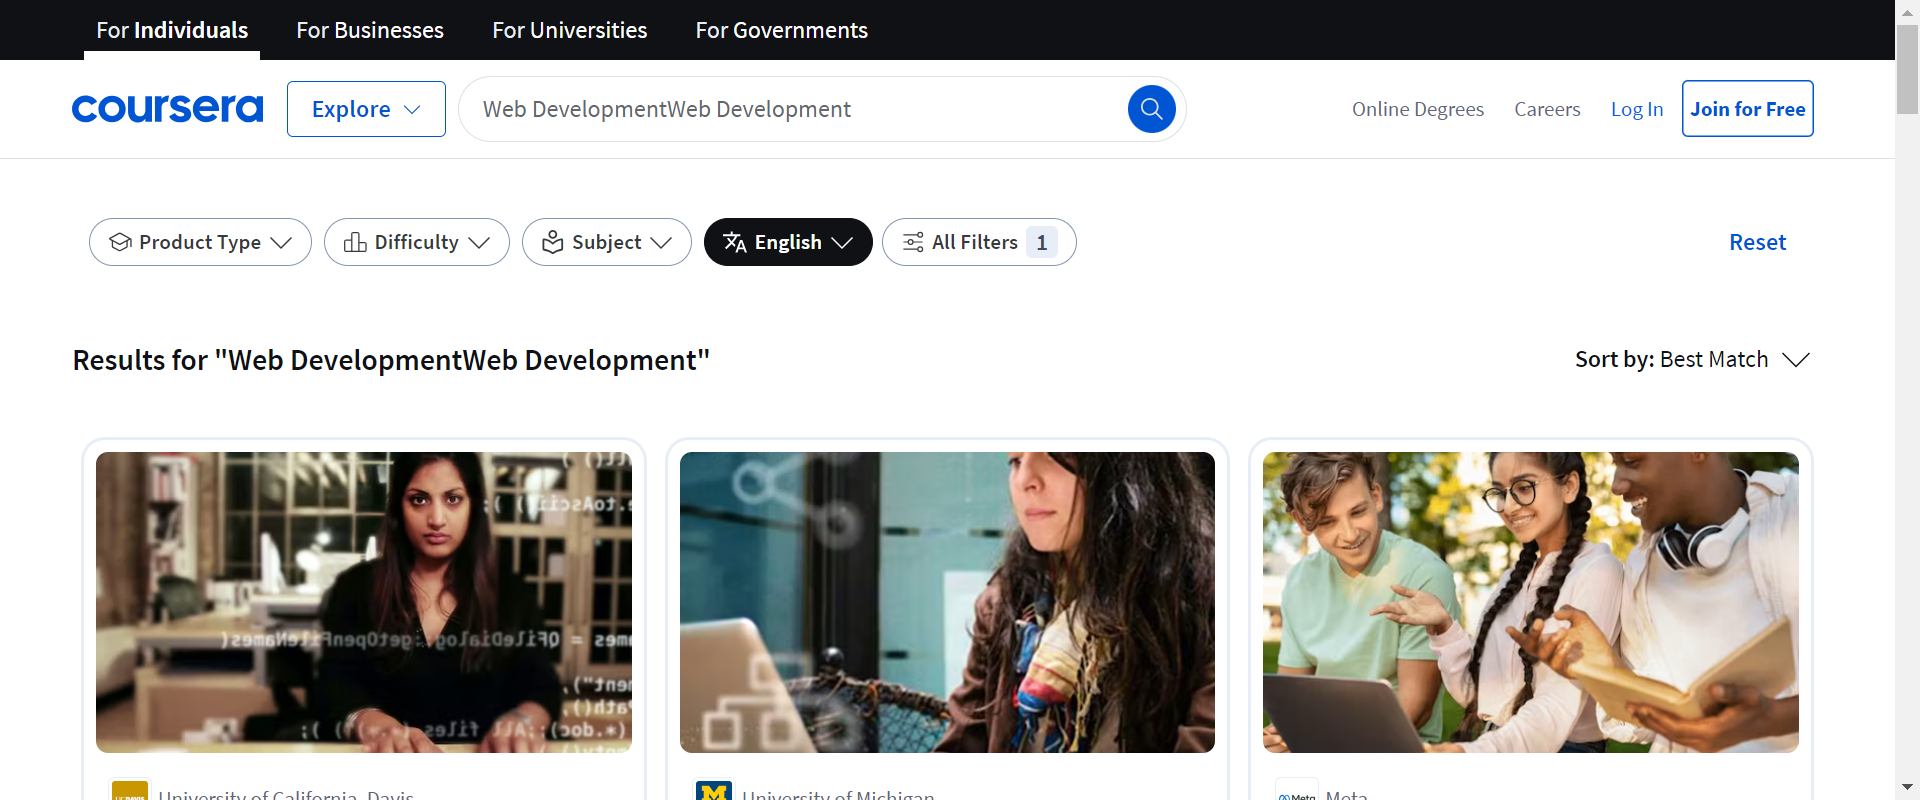 For Individuals
For Businesses
For Universities
For Governments
coursera
Explore
Web DevelopmentWeb Development
Online Degrees
Careers
Log In
Join for Free
Product Type
Difficulty
Subject
English
All Filters 1
Reset
Results for "Web DevelopmentWeb Development"
Sort by: Best Match
University of California, Davis
University of Michigan
Meta
Meta